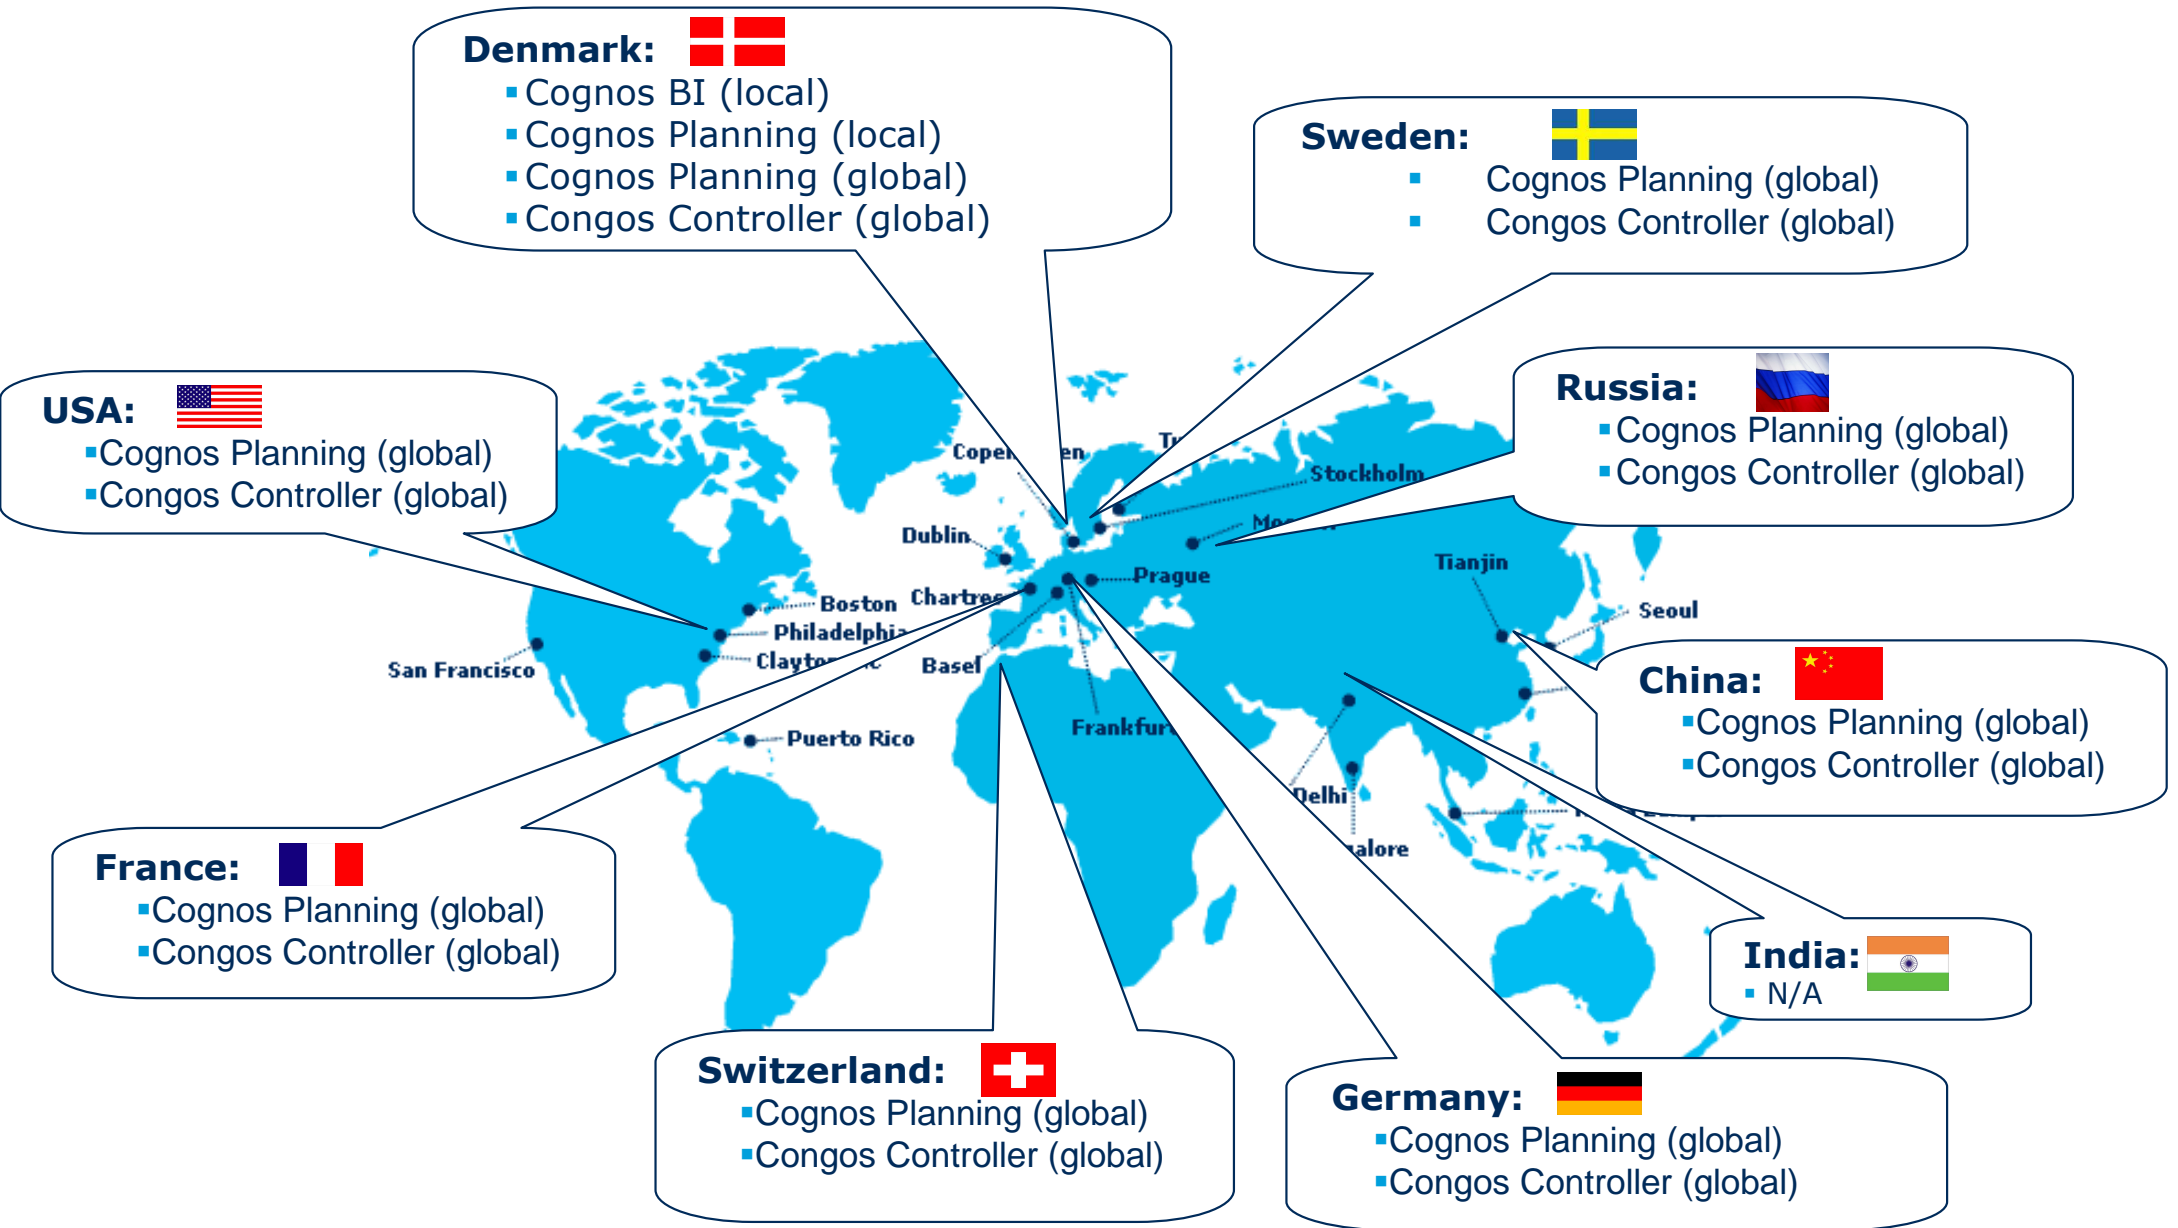 Denmark:
Cognos BI (local)
Cognos Planning (local)
Cognos Planning (global)
Congos Controller (global)
Sweden:
Cognos Planning (global)
Congos Controller (global)
USA:
Cognos Planning (global)
Congos Controller (global)
Russia:
Cognos Planning (global)
Congos Controller (global)
Stockholm
Dublin
Prague
Tianjin
Boston
Seoul
Philadelphia
San Francisco
Basel
Puerto Rico
Delhi
China:
Cognos Planning (global)
Congos Controller (global)
France:
Cognos Planning (global)
Congos Controller (global)
India:
N/A
Switzerland:
Cognos Planning (global)
Congos Controller (global)
Germany:
Cognos Planning (global)
Congos Controller (global)